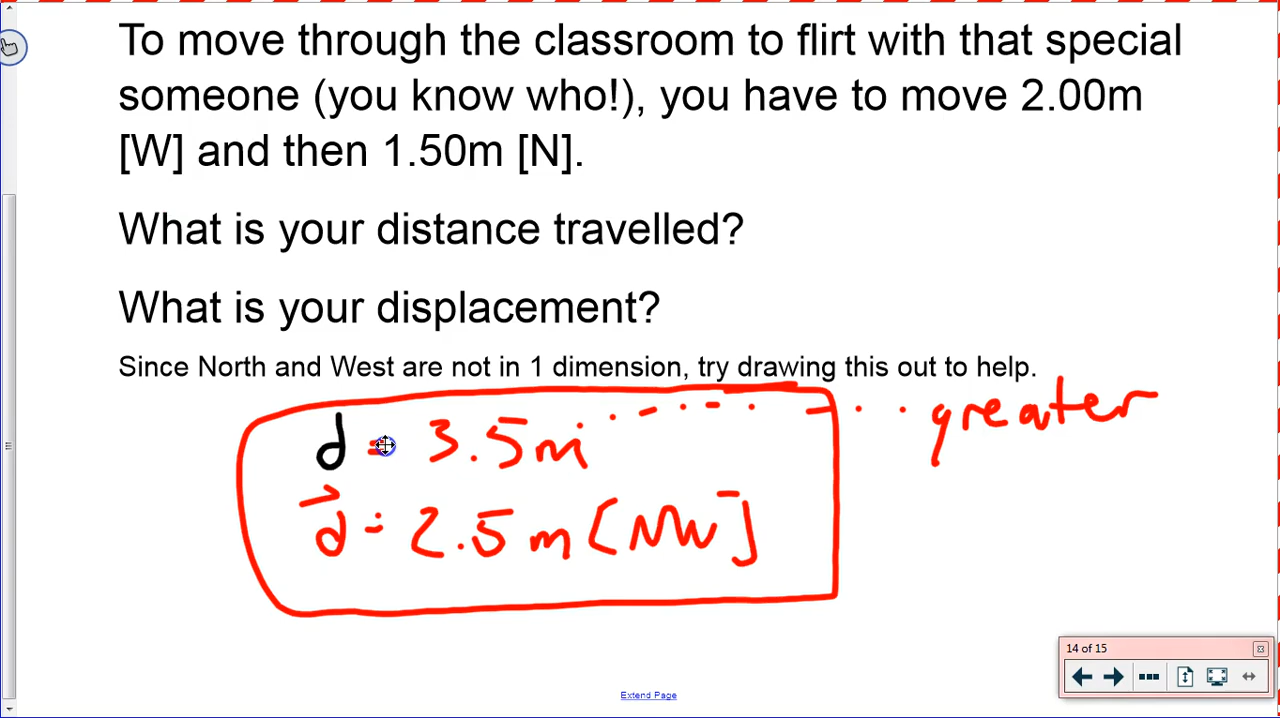 To move through the classroom to flirt with that special
someone (you know who!), you have to move 2.00m
[W] and then 1.50m [N].
What is your distance travelled?
What is your displacement?
Since North and West are not in 1 dimension, try drawing this out to help.
d = 3.5m ........ greater
d⃗ = 2.5m [NW]
14 of 15
Extend Page